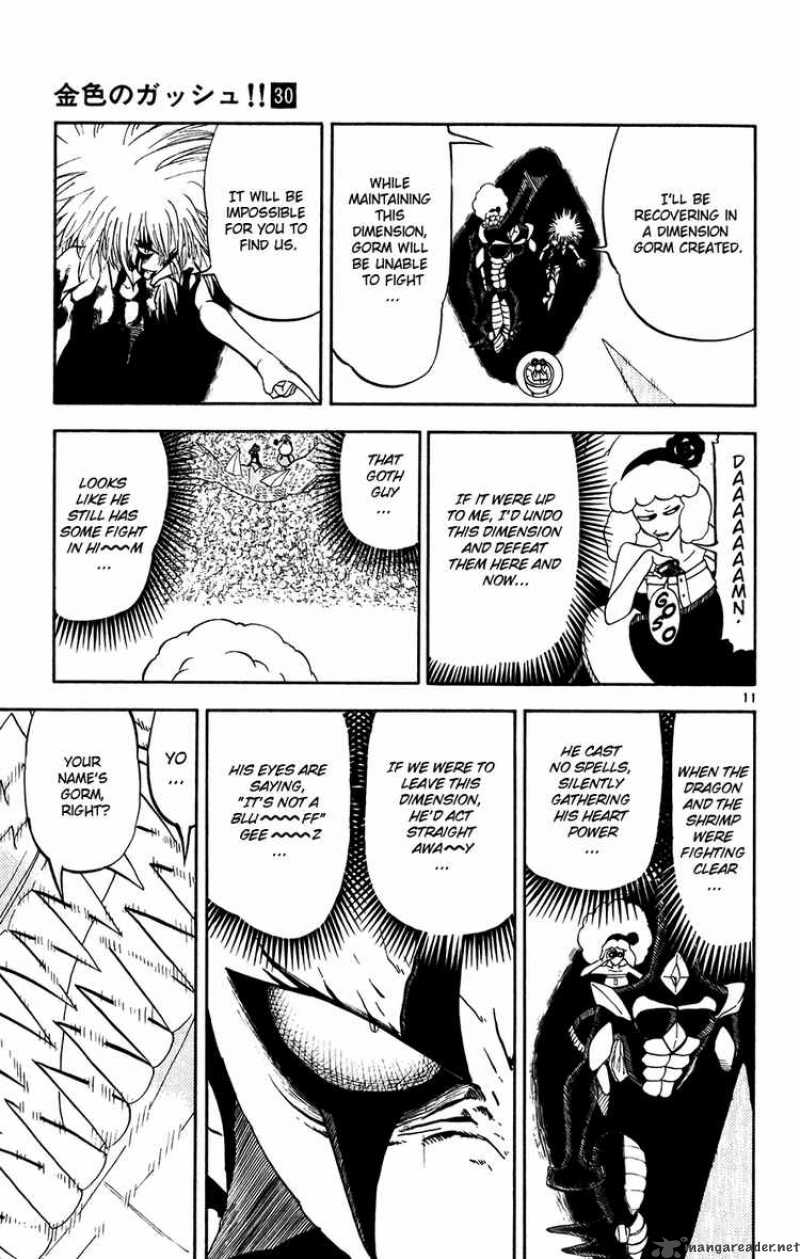 金色のガッシュ!! 30
I'LL BE
RECOVERING IN
A DIMENSION
GORM CREATED.
WHILE
MAINTAINING
THIS
DIMENSION,
GORM WILL
BE UNABLE
TO FIGHT
...
IT WILL BE
IMPOSSIBLE
FOR YOU TO
FIND US.
DAAAAAAAAMN.
GOSO
IF IT WERE UP
TO ME, I'D UNDO
THIS DIMENSION
AND DEFEAT
THEM HERE AND
NOW...
THAT
GOTH
GUY
...
LOOKS
LIKE HE
STILL HAS
SOME FIGHT
IN HI~~~M
...
11
WHEN THE
DRAGON
AND THE
SHRIMP
WERE
FIGHTING
CLEAR
...
HE CAST
NO SPELLS,
SILENTLY
GATHERING
HIS HEART
POWER
...
IF WE WERE TO
LEAVE THIS
DIMENSION,
HE'D ACT
STRAIGHT
AWA~~Y
...
HIS EYES ARE
SAYING,
"IT'S NOT A
BLU~~~~FF"
GEE~~~~Z
...
YO
...
YOUR
NAME'S
GORM,
RIGHT?
mangareader.net